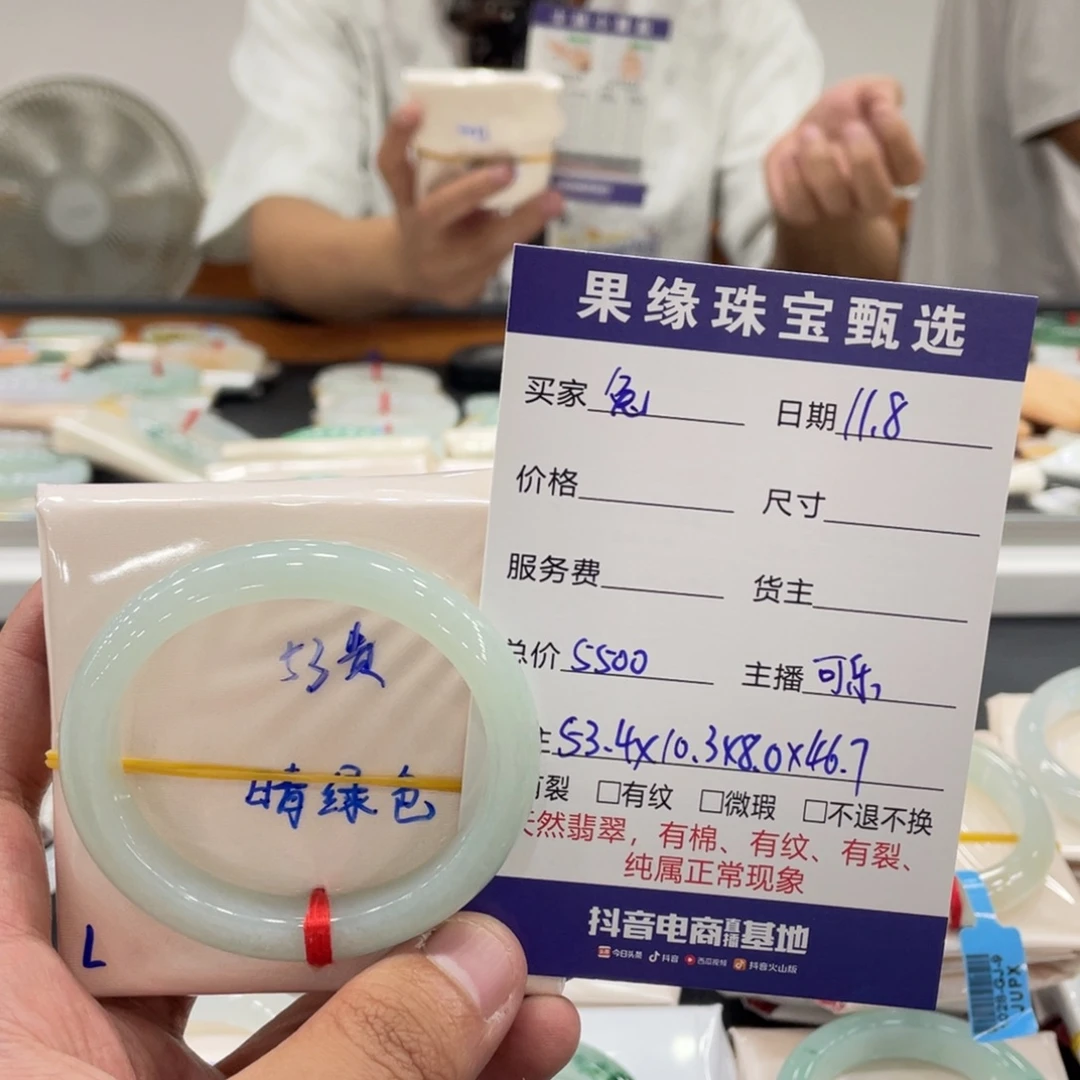 果缘珠宝甄选
买家 兔 日期 11.8
价格 尺寸
服务费 货主
总价 5500 主播 可乐
注 53.4x10.3x8.0x46.7
有裂 □有纹 □微瑕 □不退不换
天然翡翠，有棉、有纹、有裂、
纯属正常现象
抖音电商直播基地
今日头条 抖音 西瓜视频 抖音火山版
53贵
晴绿色
L
JUPX